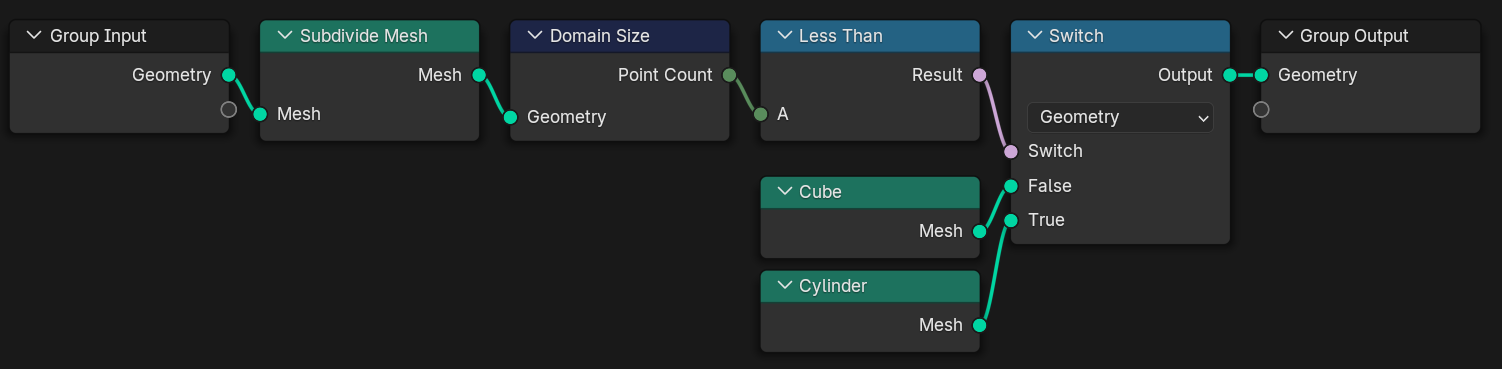 Group Input
Geometry
Subdivide Mesh
Mesh
Mesh
Domain Size
Point Count
Geometry
Less Than
Result
A
Cube
Mesh
Cylinder
Mesh
Switch
Output
Geometry
Switch
False
True
Group Output
Geometry